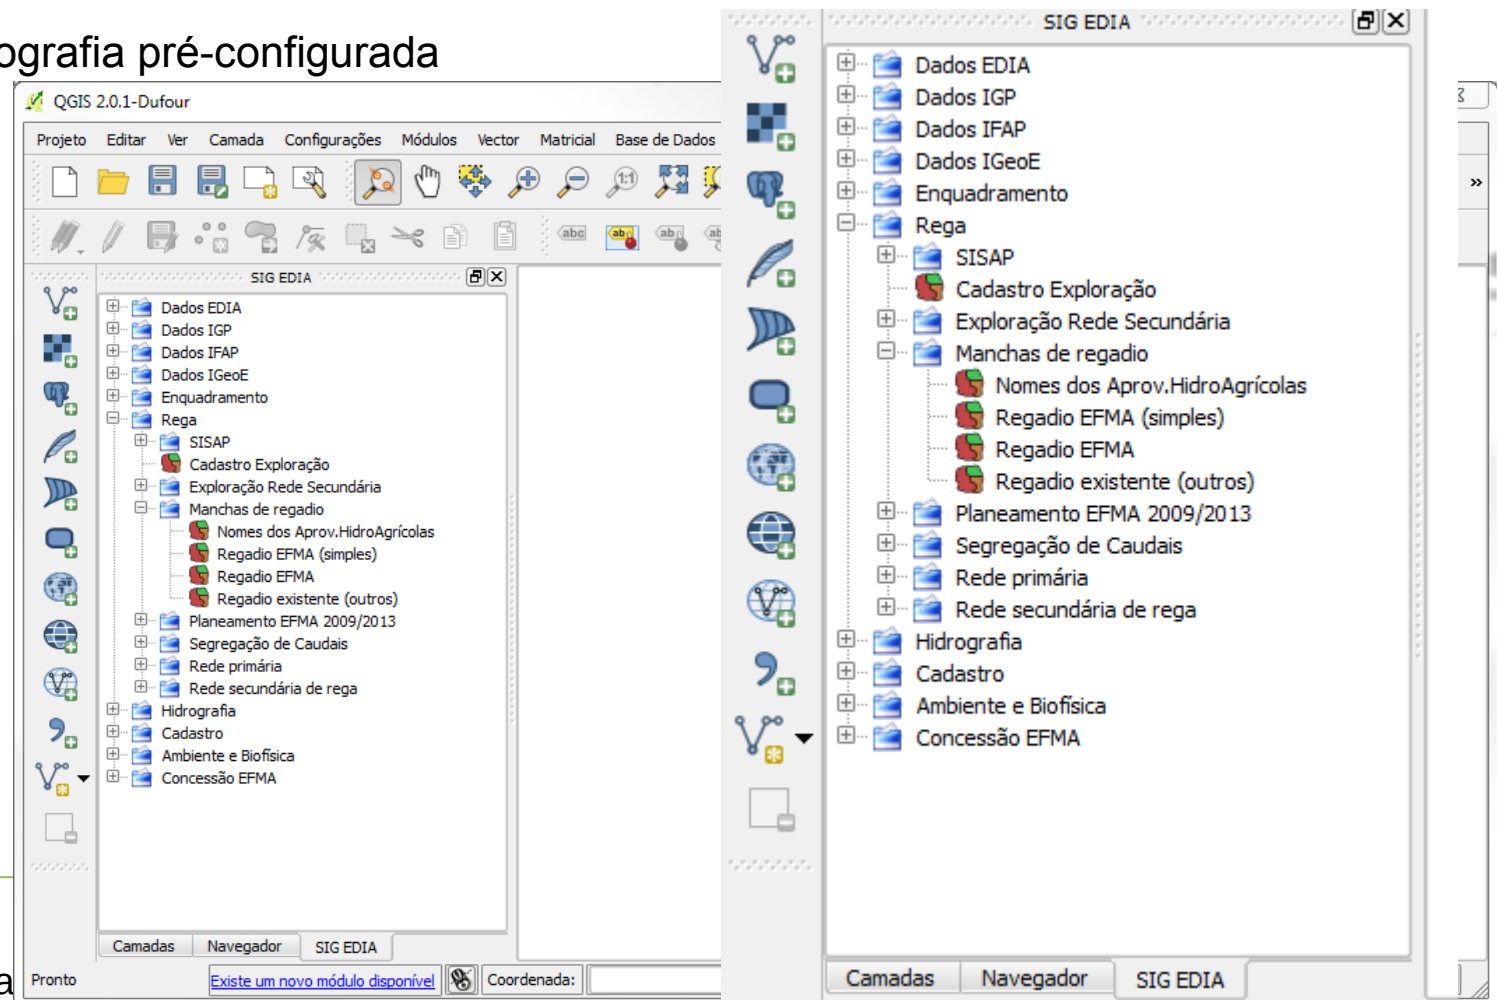 ografia pré-configurada
QGIS 2.0.1-Dufour
Projeto Editar Ver Camada Configurações Módulos Vector Matricial Base de Dados
1:1
»
abc ab ab ab
SIG EDIA
Dados EDIA
Dados IGP
Dados IFAP
Dados IGeoE
Enquadramento
Rega
SISAP
Cadastro Exploração
Exploração Rede Secundária
Manchas de regadio
Nomes dos Aprov.HidroAgrícolas
Regadio EFMA (simples)
Regadio EFMA
Regadio existente (outros)
Planeamento EFMA 2009/2013
Segregação de Caudais
Rede primária
Rede secundária de rega
Hidrografia
Cadastro
Ambiente e Biofísica
Concessão EFMA
Camadas Navegador SIG EDIA
a
Pronto Existe um novo módulo disponível Coordenada:
SIG EDIA
Dados EDIA
Dados IGP
Dados IFAP
Dados IGeoE
Enquadramento
Rega
SISAP
Cadastro Exploração
Exploração Rede Secundária
Manchas de regadio
Nomes dos Aprov.HidroAgrícolas
Regadio EFMA (simples)
Regadio EFMA
Regadio existente (outros)
Planeamento EFMA 2009/2013
Segregação de Caudais
Rede primária
Rede secundária de rega
Hidrografia
Cadastro
Ambiente e Biofísica
Concessão EFMA
Camadas Navegador SIG EDIA